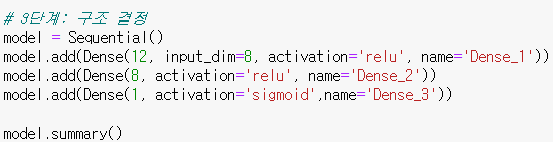 # 3단계: 구조 결정
model = Sequential()
model.add(Dense(12, input_dim=8, activation='relu', name='Dense_1'))
model.add(Dense(8, activation='relu', name='Dense_2'))
model.add(Dense(1, activation='sigmoid',name='Dense_3'))
model.summary()